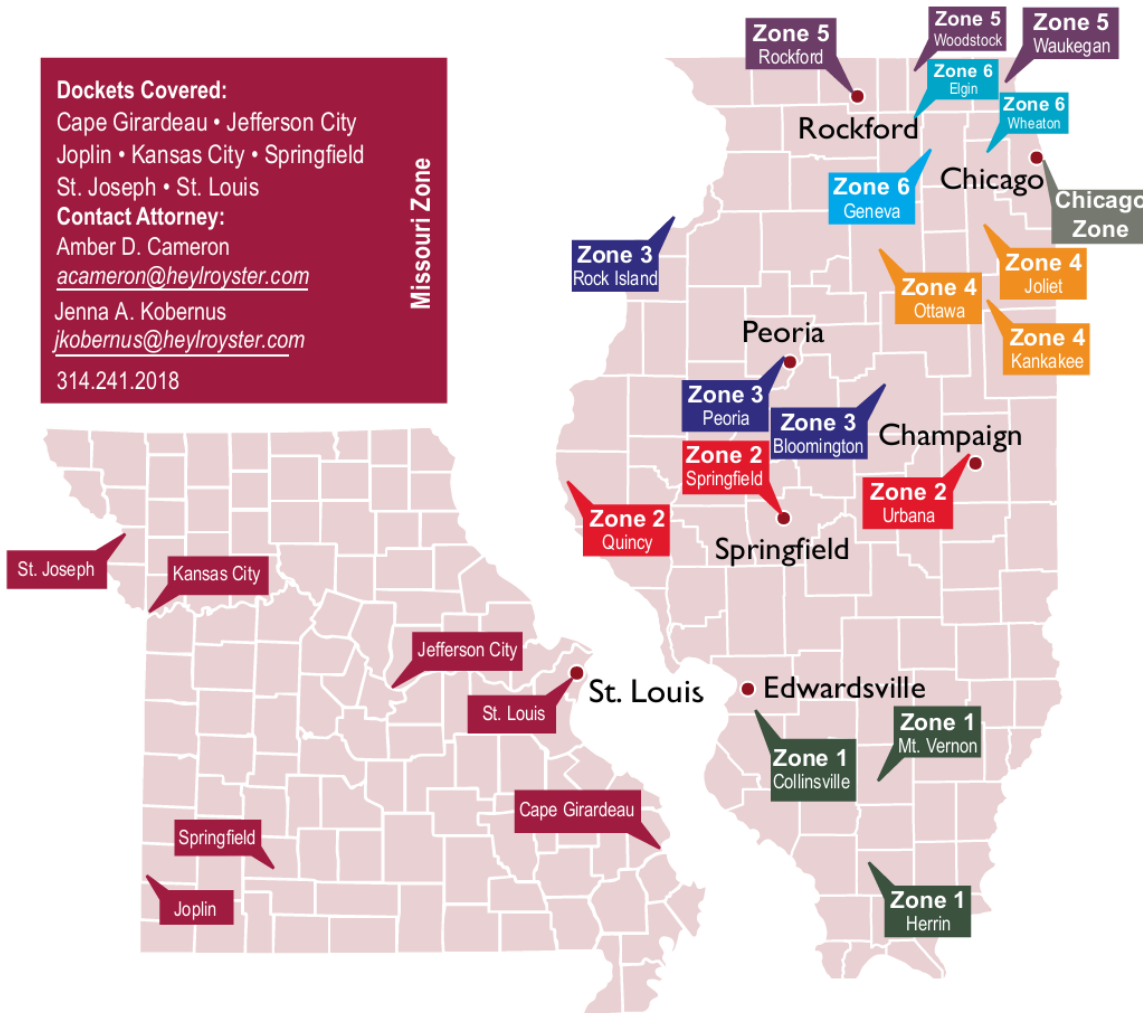 Dockets Covered:
Cape Girardeau • Jefferson City
Joplin • Kansas City • Springfield
St. Joseph • St. Louis
Contact Attorney:
Amber D. Cameron
acameron@heylroyster.com
Jenna A. Kobernus
jkobernus@heylroyster.com
314.241.2018
Missouri Zone
Zone 5
Rockford
Zone 5
Woodstock
Zone 5
Waukegan
Zone 6
Elgin
Zone 6
Wheaton
Rockford
Chicago
Zone 6
Geneva
Chicago
Zone
Zone 3
Rock Island
Zone 4
Ottawa
Zone 4
Joliet
Zone 4
Kankakee
Peoria
Zone 3
Peoria
Zone 3
Bloomington
Champaign
Zone 2
Springfield
Zone 2
Urbana
Zone 2
Quincy
Springfield
St. Joseph
Kansas City
Jefferson City
St. Louis
St. Louis
Edwardsville
Zone 1
Collinsville
Zone 1
Mt. Vernon
Cape Girardeau
Springfield
Joplin
Zone 1
Herrin